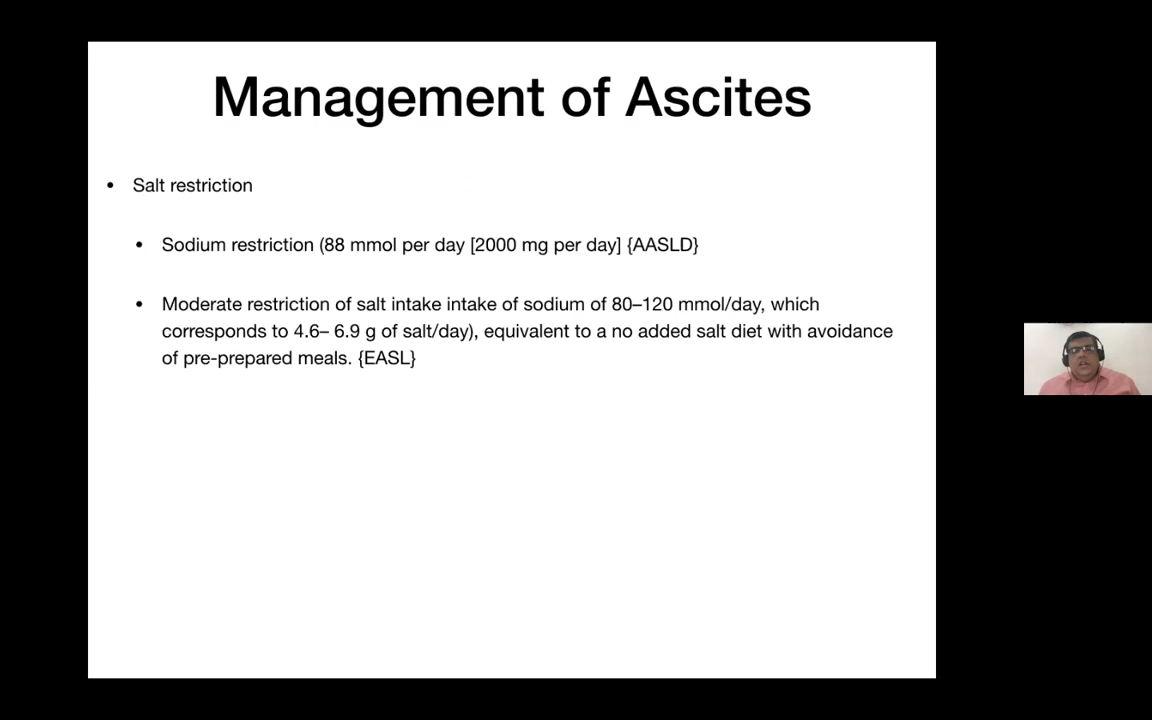 Management of Ascites
• Salt restriction
• Sodium restriction (88 mmol per day [2000 mg per day] {AASLD}
• Moderate restriction of salt intake intake of sodium of 80–120 mmol/day, which
corresponds to 4.6– 6.9 g of salt/day), equivalent to a no added salt diet with avoidance
of pre-prepared meals. {EASL}